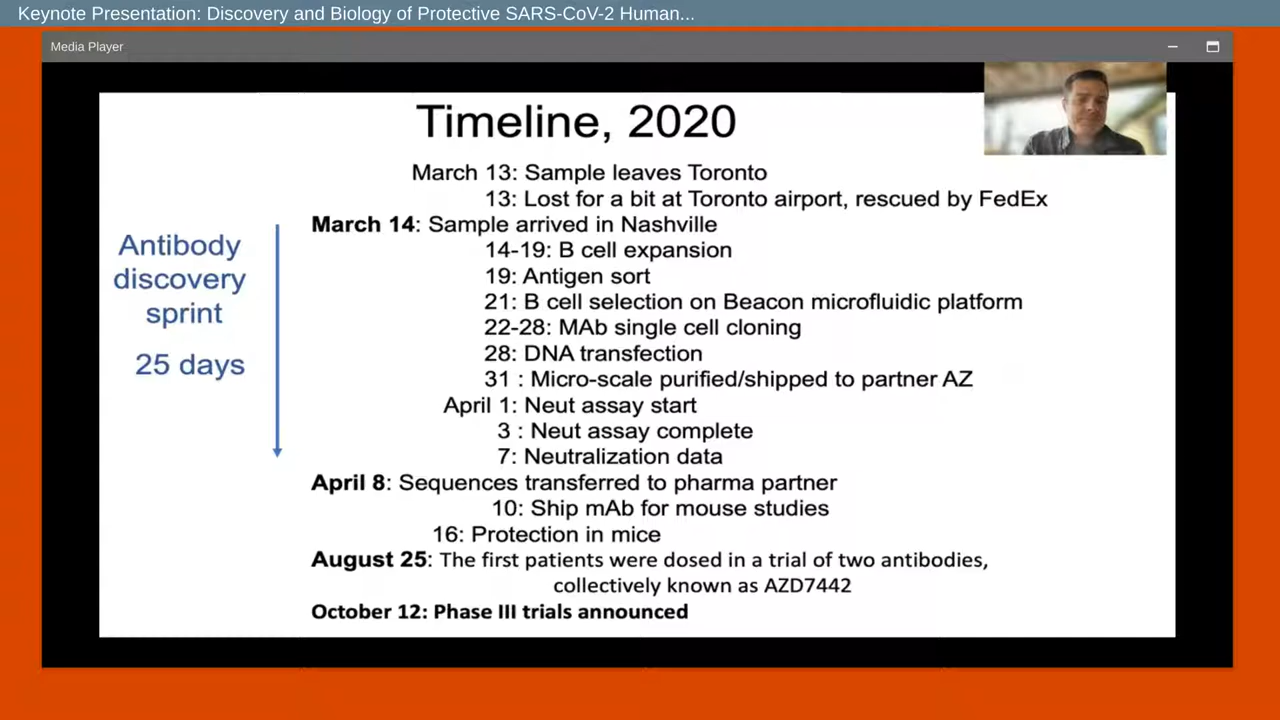 Keynote Presentation: Discovery and Biology of Protective SARS-CoV-2 Human...
Media Player
Timeline, 2020
March 13: Sample leaves Toronto
13: Lost for a bit at Toronto airport, rescued by FedEx
March 14: Sample arrived in Nashville
14-19: B cell expansion
19: Antigen sort
21: B cell selection on Beacon microfluidic platform
22-28: MAb single cell cloning
28: DNA transfection
31 : Micro-scale purified/shipped to partner AZ
April 1: Neut assay start
3 : Neut assay complete
7: Neutralization data
April 8: Sequences transferred to pharma partner
10: Ship mAb for mouse studies
16: Protection in mice
August 25: The first patients were dosed in a trial of two antibodies,
collectively known as AZD7442
October 12: Phase III trials announced
Antibody
discovery
sprint
25 days